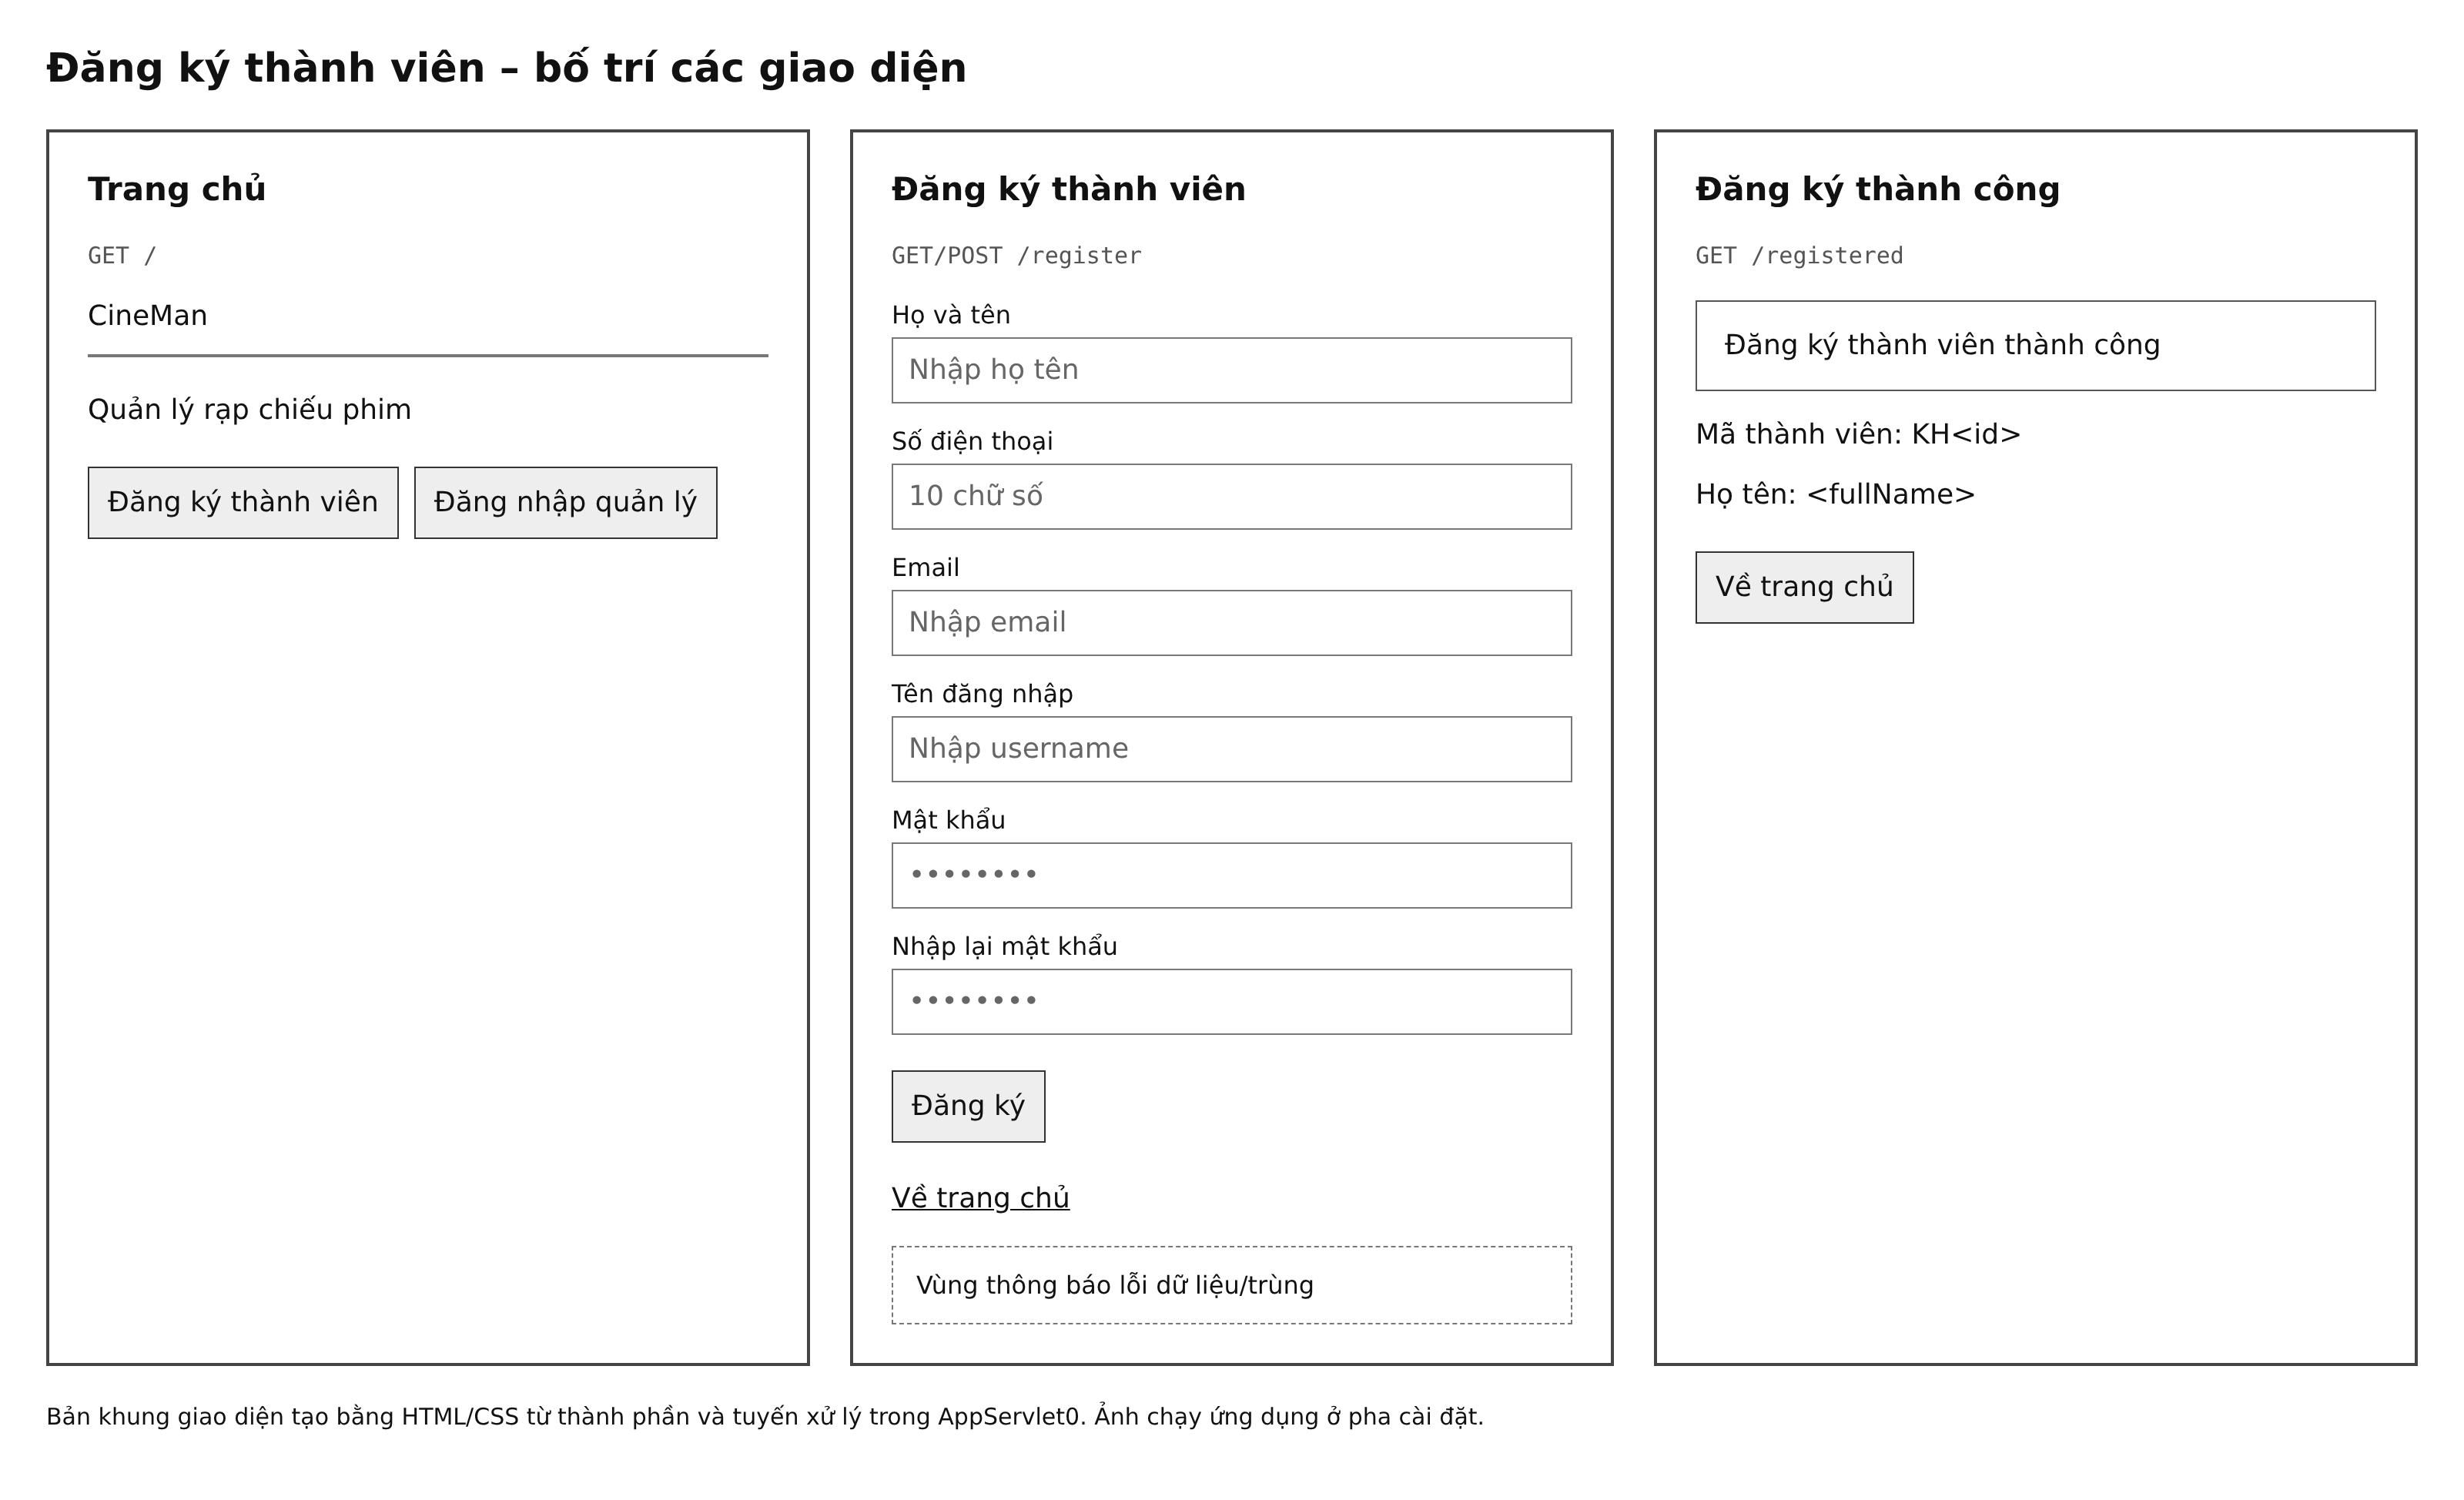 Đăng ký thành viên – bố trí các giao diện
Trang chủ
GET /
CineMan
Quản lý rạp chiếu phim
Đăng ký thành viên
Đăng nhập quản lý
Đăng ký thành viên
GET/POST /register
Họ và tên
Nhập họ tên
Số điện thoại
10 chữ số
Email
Nhập email
Tên đăng nhập
Nhập username
Mật khẩu
••••••••
Nhập lại mật khẩu
••••••••
Đăng ký
Về trang chủ
Vùng thông báo lỗi dữ liệu/trùng
Đăng ký thành công
GET /registered
Đăng ký thành viên thành công
Mã thành viên: KH<id>
Họ tên: <fullName>
Về trang chủ
Bản khung giao diện tạo bằng HTML/CSS từ thành phần và tuyến xử lý trong AppServlet0. Ảnh chạy ứng dụng ở pha cài đặt.